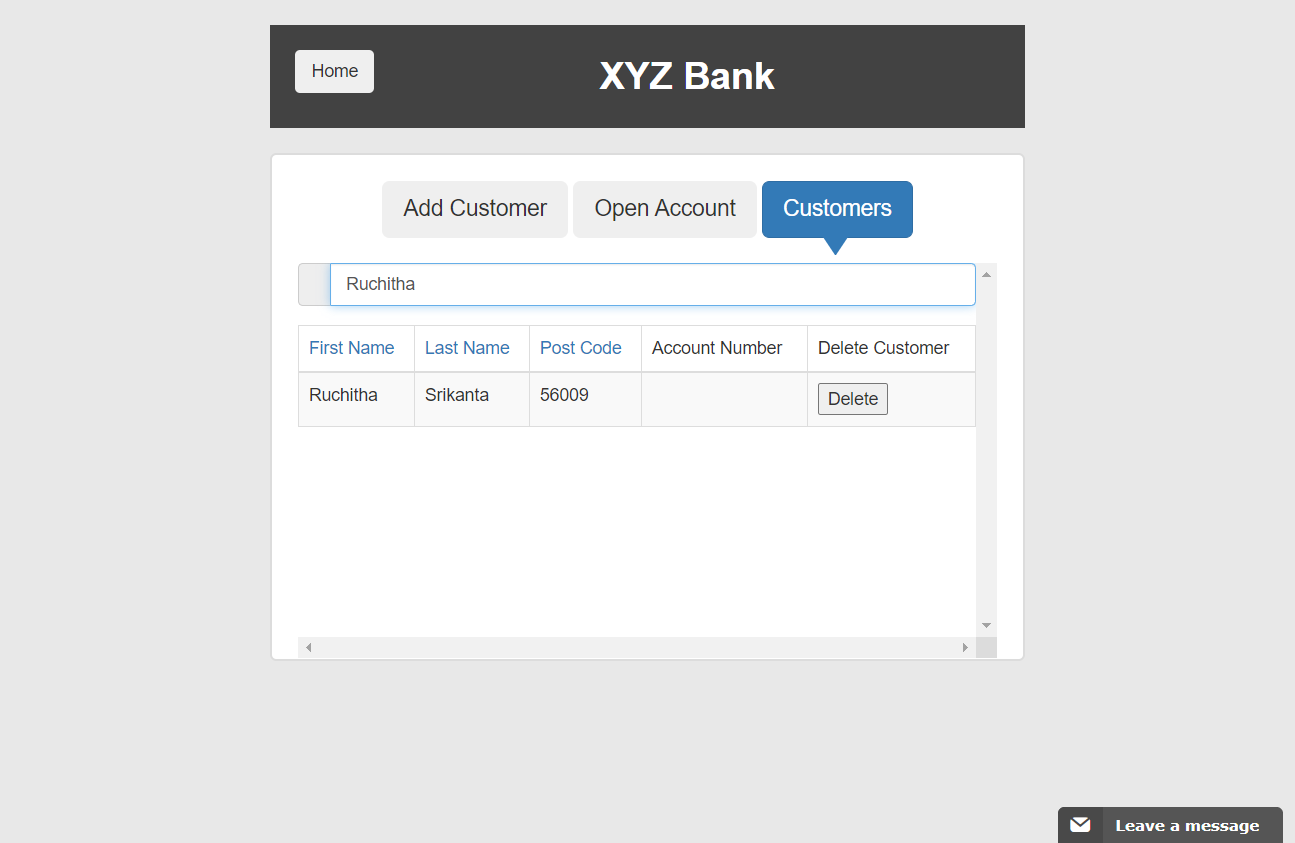 Home
XYZ Bank
Add Customer Open Account Customers
Ruchitha
First Name Last Name Post Code Account Number Delete Customer
Ruchitha Srikanta 56009 Delete
Leave a message